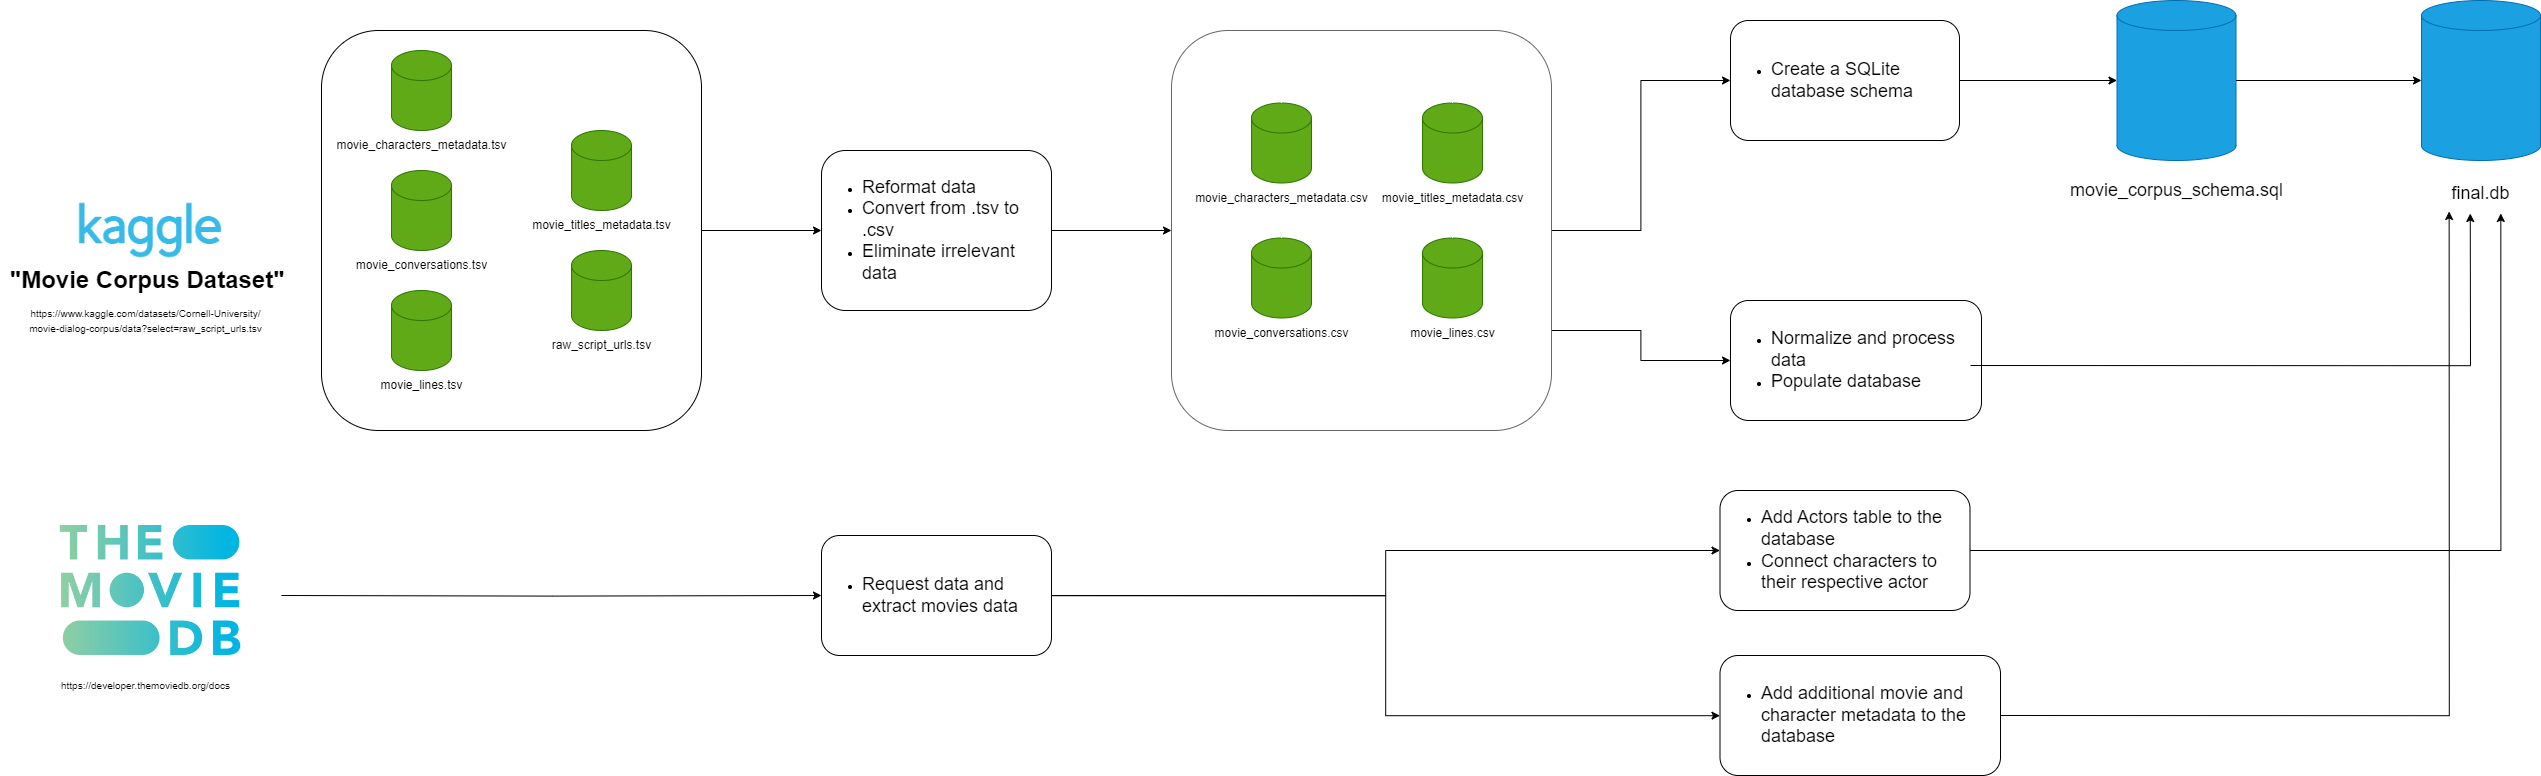 kaggle
"Movie Corpus Dataset"
https://www.kaggle.com/datasets/Cornell-University/
movie-dialog-corpus/data?select=raw_script_urls.tsv
movie_characters_metadata.tsv
movie_conversations.tsv
movie_lines.tsv
movie_titles_metadata.tsv
raw_script_urls.tsv
• Reformat data
• Convert from .tsv to
.csv
• Eliminate irrelevant
data
movie_characters_metadata.csv
movie_titles_metadata.csv
movie_conversations.csv
movie_lines.csv
• Create a SQLite
database schema
movie_corpus_schema.sql
final.db
• Normalize and process
data
• Populate database
THE
MOVIE
DB
https://developer.themoviedb.org/docs
• Request data and
extract movies data
• Add Actors table to the
database
• Connect characters to
their respective actor
• Add additional movie and
character metadata to the
database